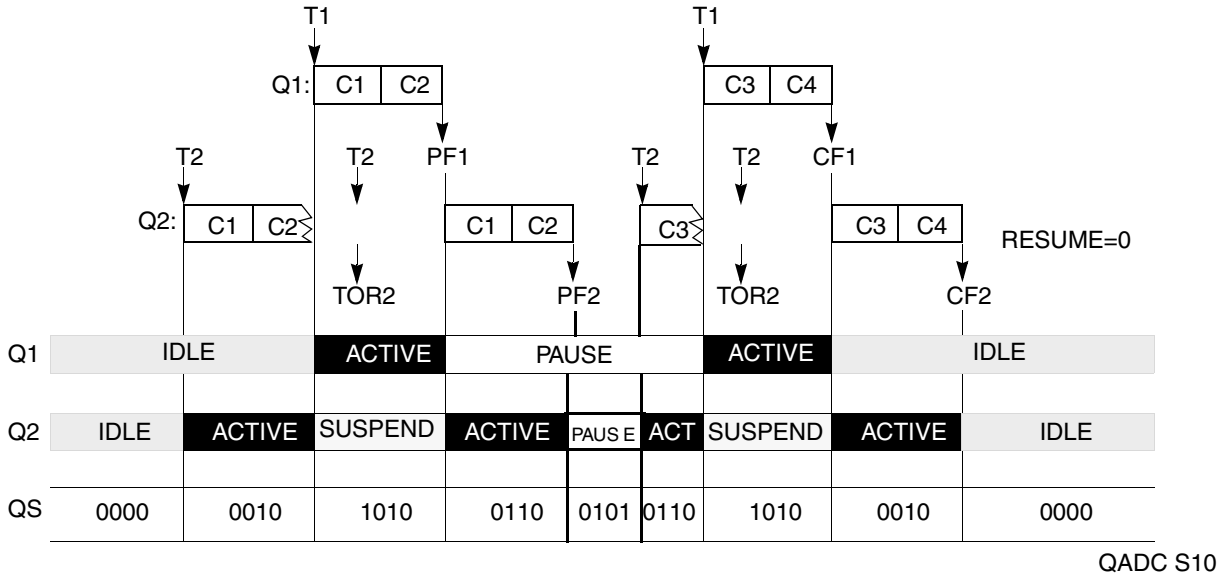 T1 T1
Q1: C1 C2 C3 C4
T2 T2 PF1 T2 T2 CF1
Q2: C1 C2 C1 C2 C3 C3 C4 RESUME=0
TOR2 PF2 TOR2 CF2
Q1 IDLE ACTIVE PAUSE ACTIVE IDLE
Q2 IDLE ACTIVE SUSPEND ACTIVE PAUSE ACT SUSPEND ACTIVE IDLE
QS 0000 0010 1010 0110 0101 0110 1010 0010 0000
QADC S10